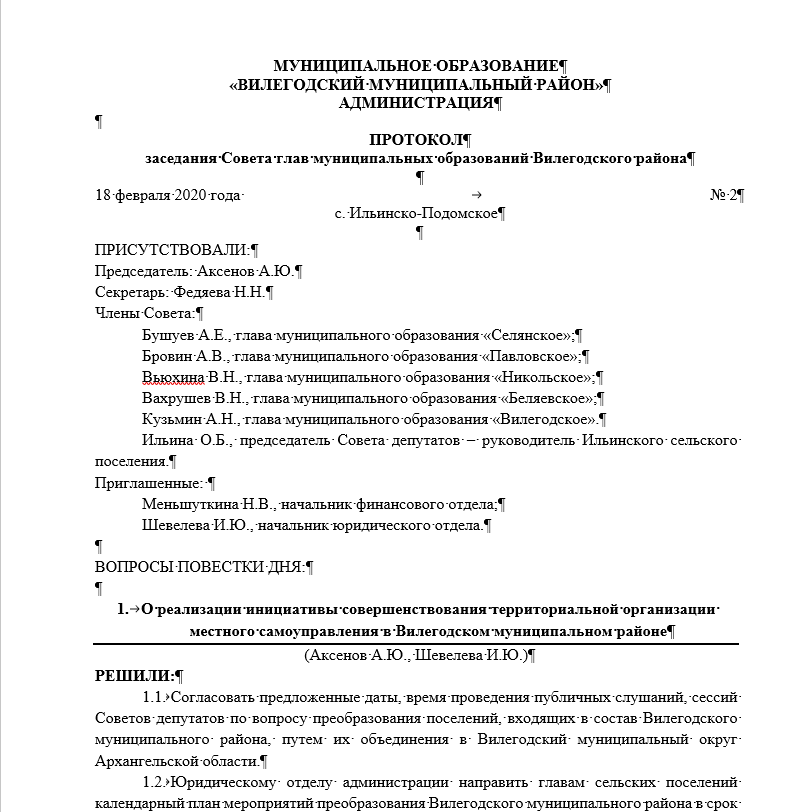 МУНИЦИПАЛЬНОЕ ОБРАЗОВАНИЕ
«ВИЛЕГОДСКИЙ МУНИЦИПАЛЬНЫЙ РАЙОН»
АДМИНИСТРАЦИЯ
ПРОТОКОЛ
заседания Совета глав муниципальных образований Вилегодского района
18 февраля 2020 года № 2
с. Ильинско-Подомское
ПРИСУТСТВОВАЛИ:
Председатель: Аксенов А.Ю.
Секретарь: Федяева Н.Н.
Члены Совета:
Бушуев А.Е., глава муниципального образования «Селянское»;
Бровин А.В., глава муниципального образования «Павловское»;
Вьюхина В.Н., глава муниципального образования «Никольское»;
Вахрушев В.Н., глава муниципального образования «Беляевское»;
Кузьмин А.Н., глава муниципального образования «Вилегодское».
Ильина О.Б., председатель Совета депутатов – руководитель Ильинского сельского
поселения.
Приглашенные:
Меньшуткина Н.В., начальник финансового отдела;
Шевелева И.Ю., начальник юридического отдела.
ВОПРОСЫ ПОВЕСТКИ ДНЯ:
1. О реализации инициативы совершенствования территориальной организации
местного самоуправления в Вилегодском муниципальном районе
(Аксенов А.Ю., Шевелева И.Ю.)
РЕШИЛИ:
1.1. Согласовать предложенные даты, время проведения публичных слушаний, сессий
Советов депутатов по вопросу преобразования поселений, входящих в состав Вилегодского
муниципального района, путем их объединения в Вилегодский муниципальный округ
Архангельской области.
1.2. Юридическому отделу администрации направить главам сельских поселений
календарный план мероприятий преобразования Вилегодского муниципального района в срок